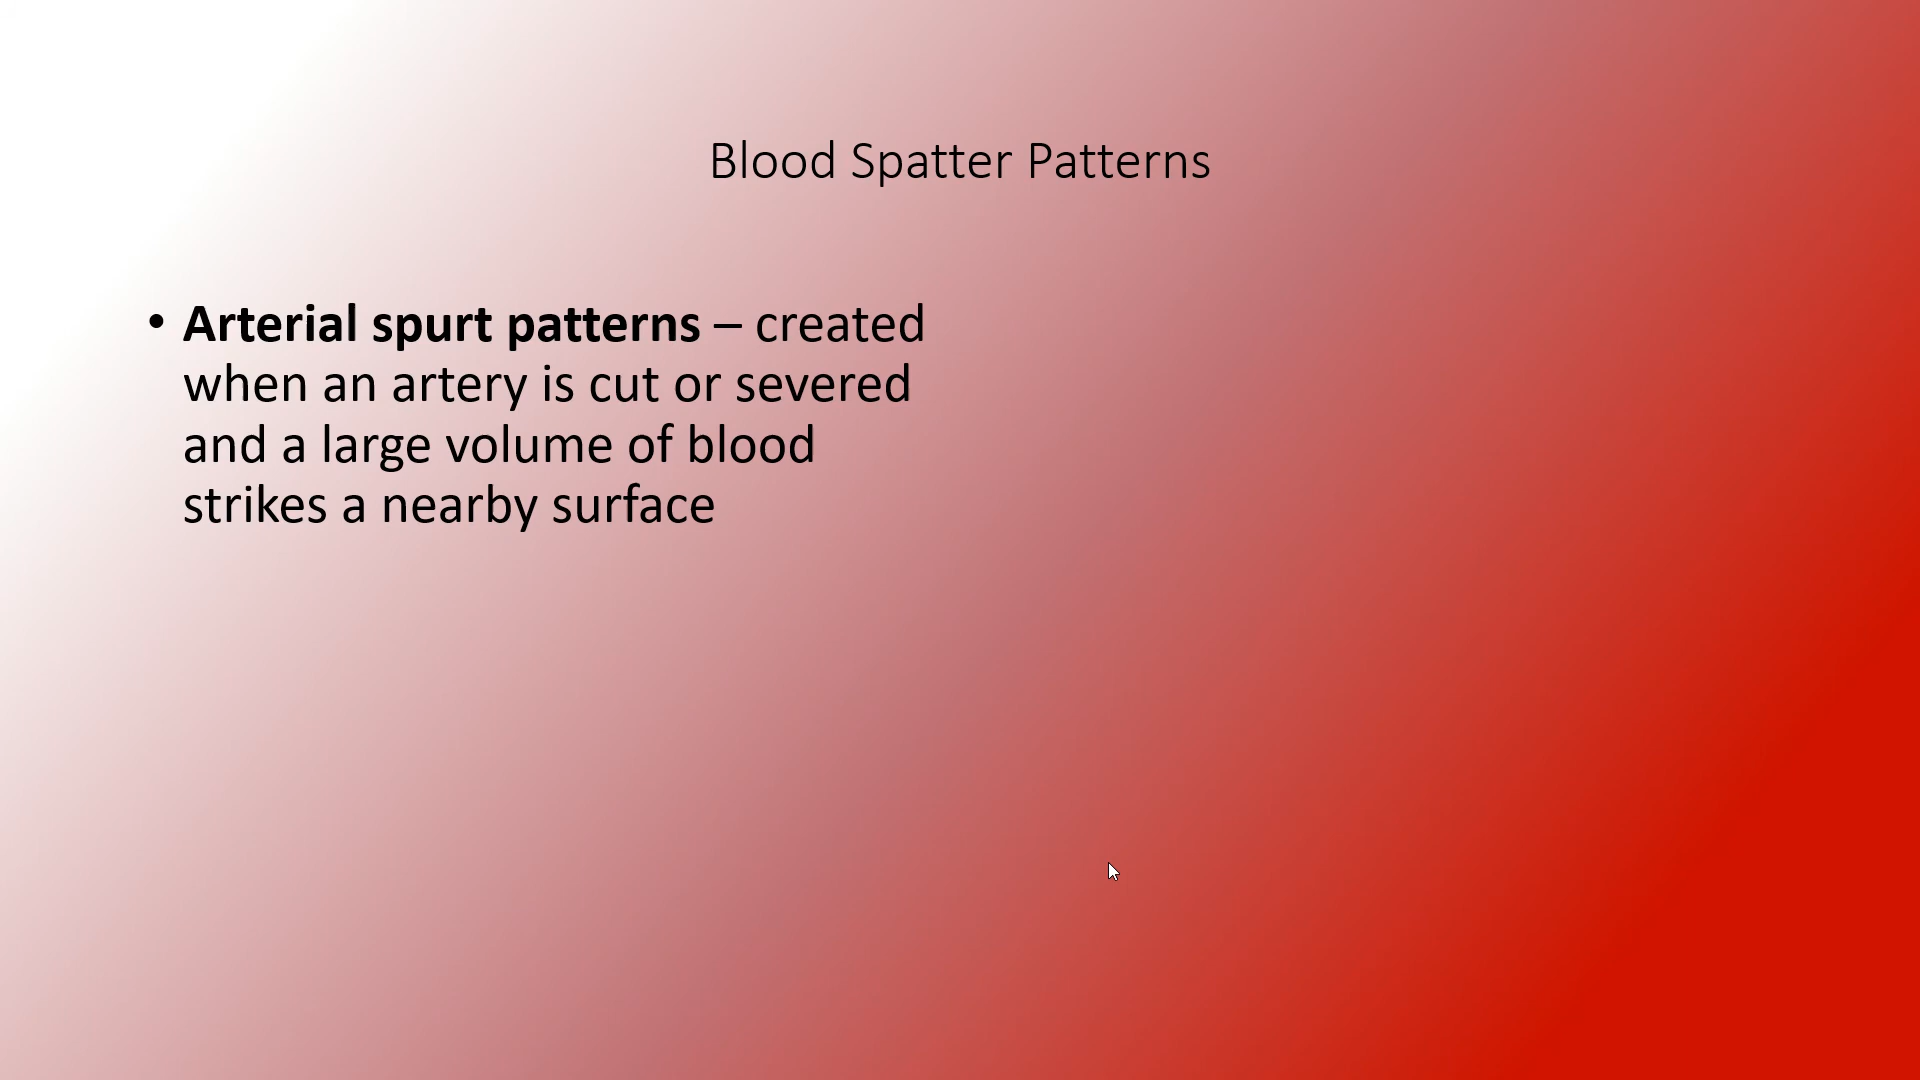 Blood Spatter Patterns
• Arterial spurt patterns – created
when an artery is cut or severed
and a large volume of blood
strikes a nearby surface